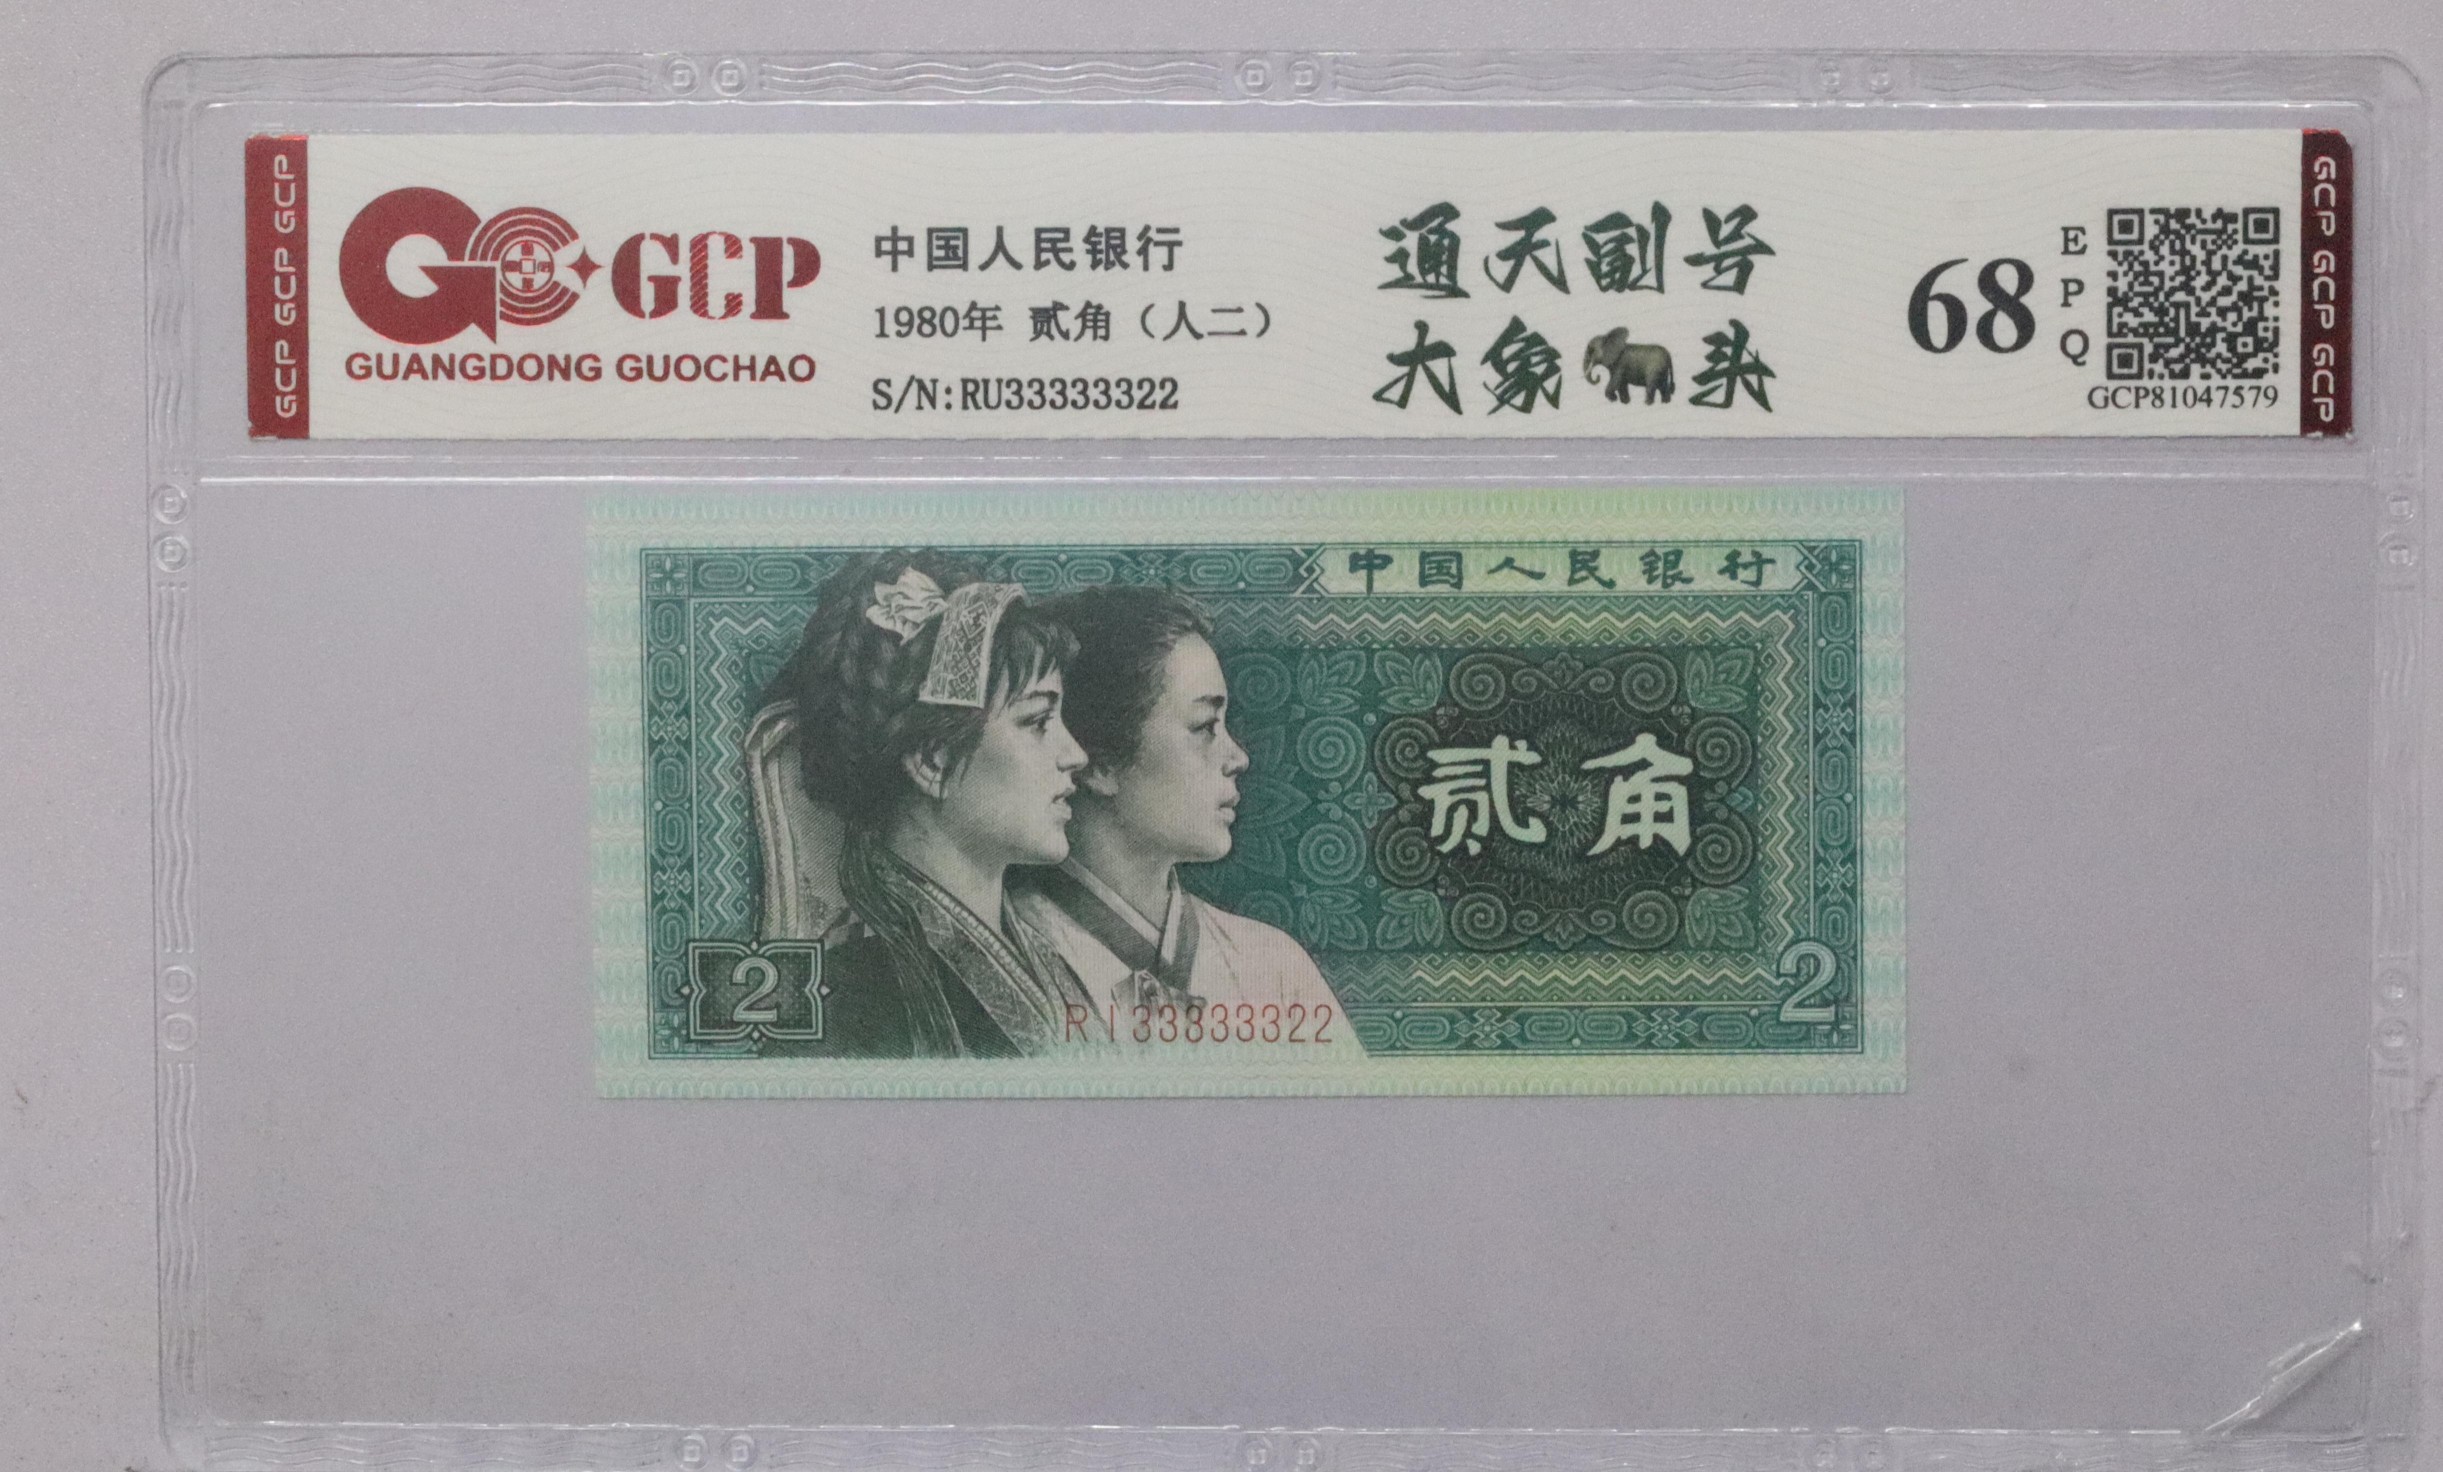 GCP GCP GCP
GCP
GUANGDONG GUOCHAO
中国人民银行
1980年 贰角（人二）
S/N:RU33333322
通天副号
大象头
68
E
P
Q
GCP81047579
GCP GCP GCP
中国人民银行
贰角
2
RI33333322
2